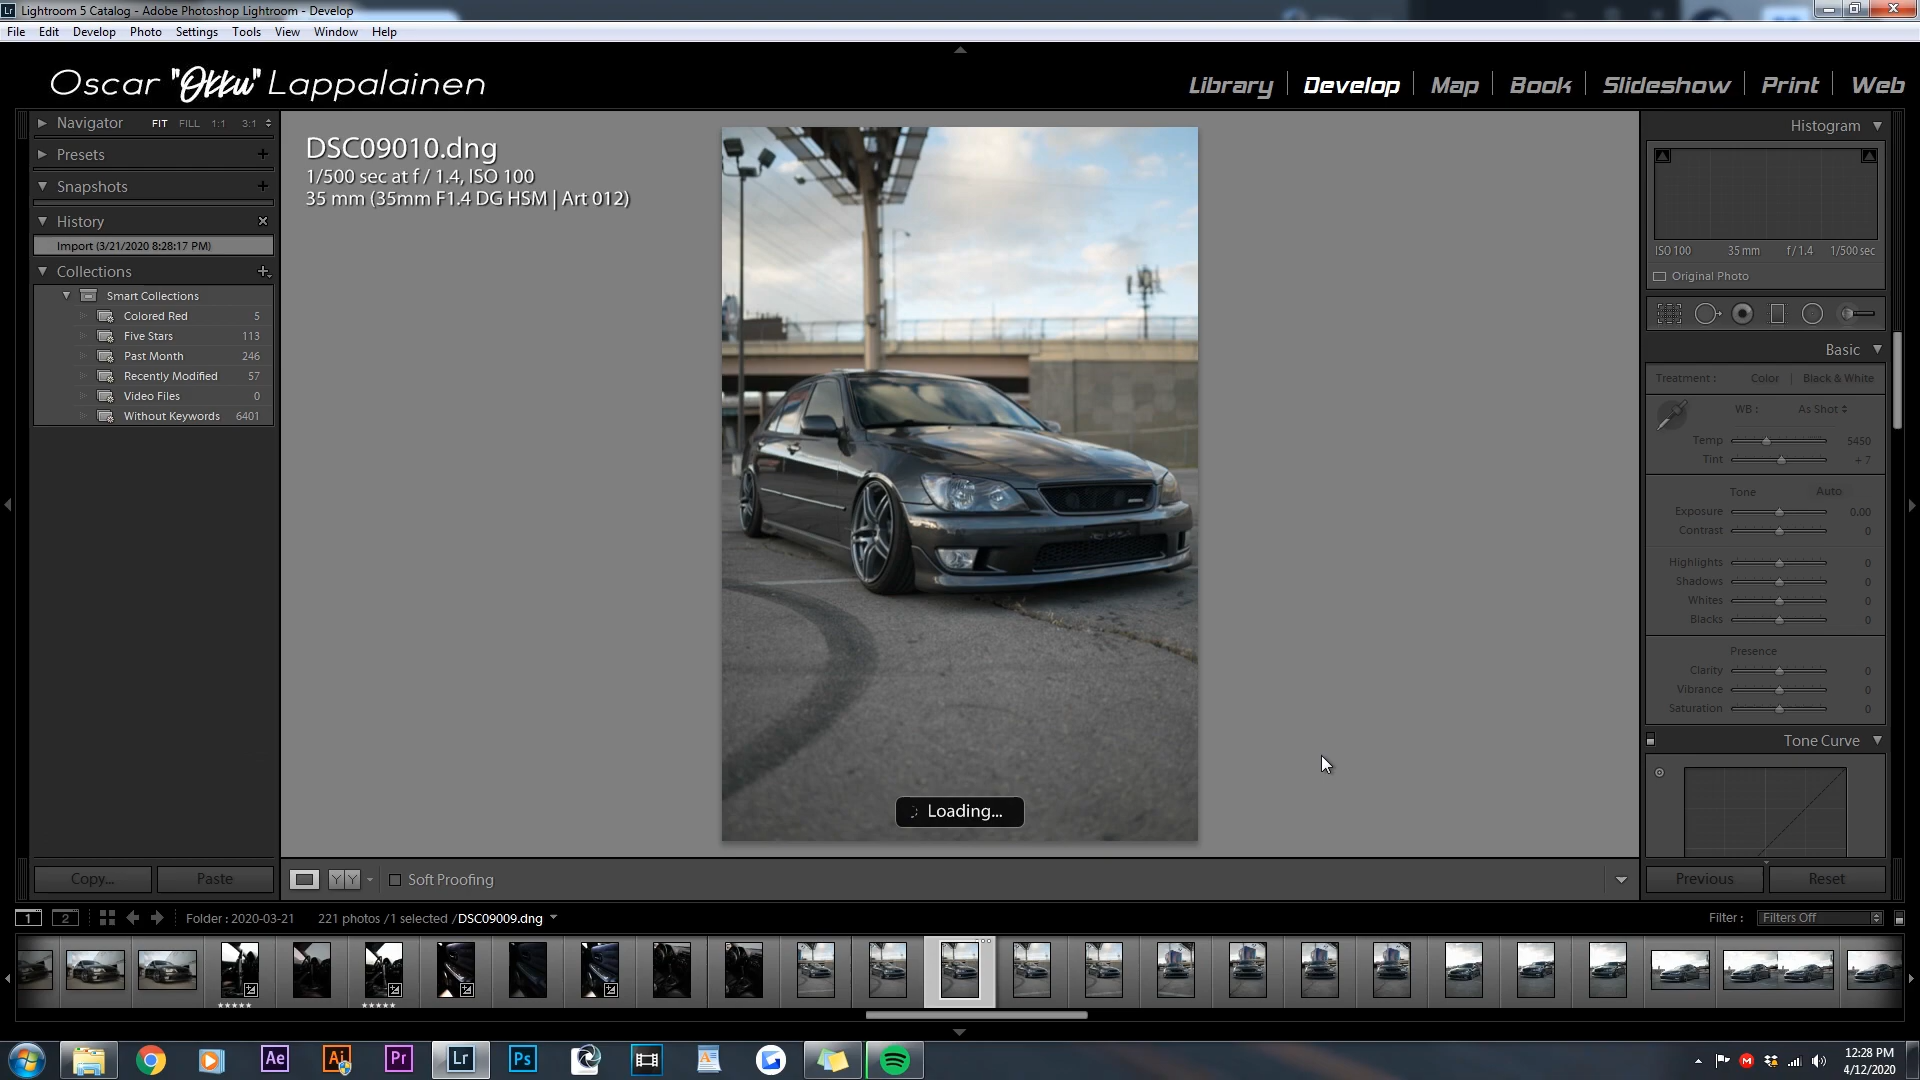 Lr Lightroom 5 Catalog - Adobe Photoshop Lightroom - Develop
File Edit Develop Photo Settings Tools View Window Help
Oscar "Okku" Lappalainen
Library Develop Map Book Slideshow Print Web
Navigator FIT FILL 1:1 3:1
Presets
Snapshots
History
Import (3/21/2020 8:28:17 PM)
Collections
Smart Collections
Colored Red 5
Five Stars 113
Past Month 246
Recently Modified 57
Video Files 0
Without Keywords 6401
Copy... Paste
DSC09010.dng
1/500 sec at f / 1.4, ISO 100
35 mm (35mm F1.4 DG HSM | Art 012)
Loading...
Soft Proofing
Histogram
ISO 100 35 mm f / 1.4 1/500 sec
Original Photo
Basic
Treatment : Color Black & White
WB : As Shot
Temp 5450
Tint + 7
Tone Auto
Exposure 0.00
Contrast 0
Highlights 0
Shadows 0
Whites 0
Blacks 0
Presence
Clarity 0
Vibrance 0
Saturation 0
Tone Curve
Previous Reset
1 2 Folder : 2020-03-21 221 photos / 1 selected / DSC09009.dng Filter : Filters Off
Ae Ai Pr Lr Ps
12:28 PM
4/12/2020